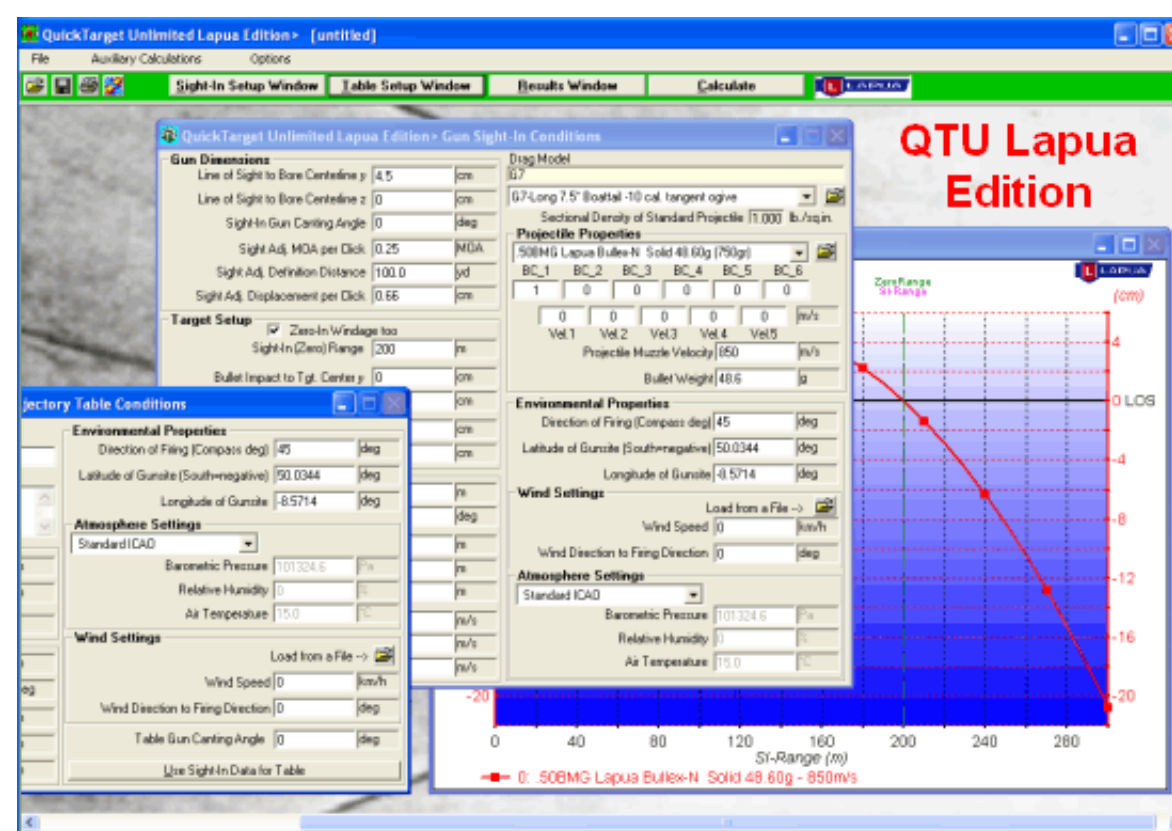 QuickTarget Unlimited Lapua Edition> [untitled]
File Auxiliary Calculations Options
Sight-In Setup Window Table Setup Window Results Window Calculate LAPUA
QTU Lapua
Edition
QuickTarget Unlimited Lapua Edition> Gun Sight-In Conditions
Gun Dimensions
Line of Sight to Bore Centerline y 4.5 cm
Line of Sight to Bore Centerline z 0 cm
Sight-In Gun Canting Angle 0 deg
Sight Adj. MOA per Click 0.25 MOA
Sight Adj. Definition Distance 100.0 yd
Sight Adj. Displacement per Click 0.66 cm
Target Setup
Zero-In Windage too
Sight-In (Zero) Range 200 m
Bullet Impact to Tgt. Center y 0 cm
cm
cm
cm
m
deg
m
m
m
m/s
m/s
m/s
Drag Model
G7
G7-Long 7.5° Boattail -10 cal. tangent ogive
Sectional Density of Standard Projectile 1.000 lb./sq.in.
Projectile Properties
.50BMG Lapua Bullex-N Solid 48.60g (750gr)
BC_1 BC_2 BC_3 BC_4 BC_5 BC_6
1 0 0 0 0 0
0 0 0 0 0 m/s
Vel.1 Vel.2 Vel.3 Vel.4 Vel.5
Projectile Muzzle Velocity 850 m/s
Bullet Weight 48.6 g
Environmental Properties
Direction of Firing (Compass deg) 45 deg
Latitude of Gunsite (South=negative) 50.0344 deg
Longitude of Gunsite -8.5714 deg
Wind Settings
Load from a File -->
Wind Speed 0 km/h
Wind Direction to Firing Direction 0 deg
Atmosphere Settings
Standard ICAO
Barometric Pressure 101324.6 Pa
Relative Humidity 0 %
Air Temperature 15.0 °C
jectory Table Conditions
Environmental Properties
Direction of Firing (Compass deg) 45 deg
Latitude of Gunsite (South=negative) 50.0344 deg
Longitude of Gunsite -8.5714 deg
Atmosphere Settings
Standard ICAO
Barometric Pressure 101324.6 Pa
Relative Humidity 0 %
Air Temperature 15.0 °C
Wind Settings
Load from a File -->
Wind Speed 0 km/h
Wind Direction to Firing Direction 0 deg
Table Gun Canting Angle 0 deg
Use Sight-In Data for Table
eg
LAPUA
ZeroRange
SI-Range
(cm)
4
0 LOS
-4
-8
-12
-16
-20 -20
0 40 80 120 160 200 240 280
SI-Range (m)
0: .50BMG Lapua Bullex-N Solid 48.60g - 850m/s